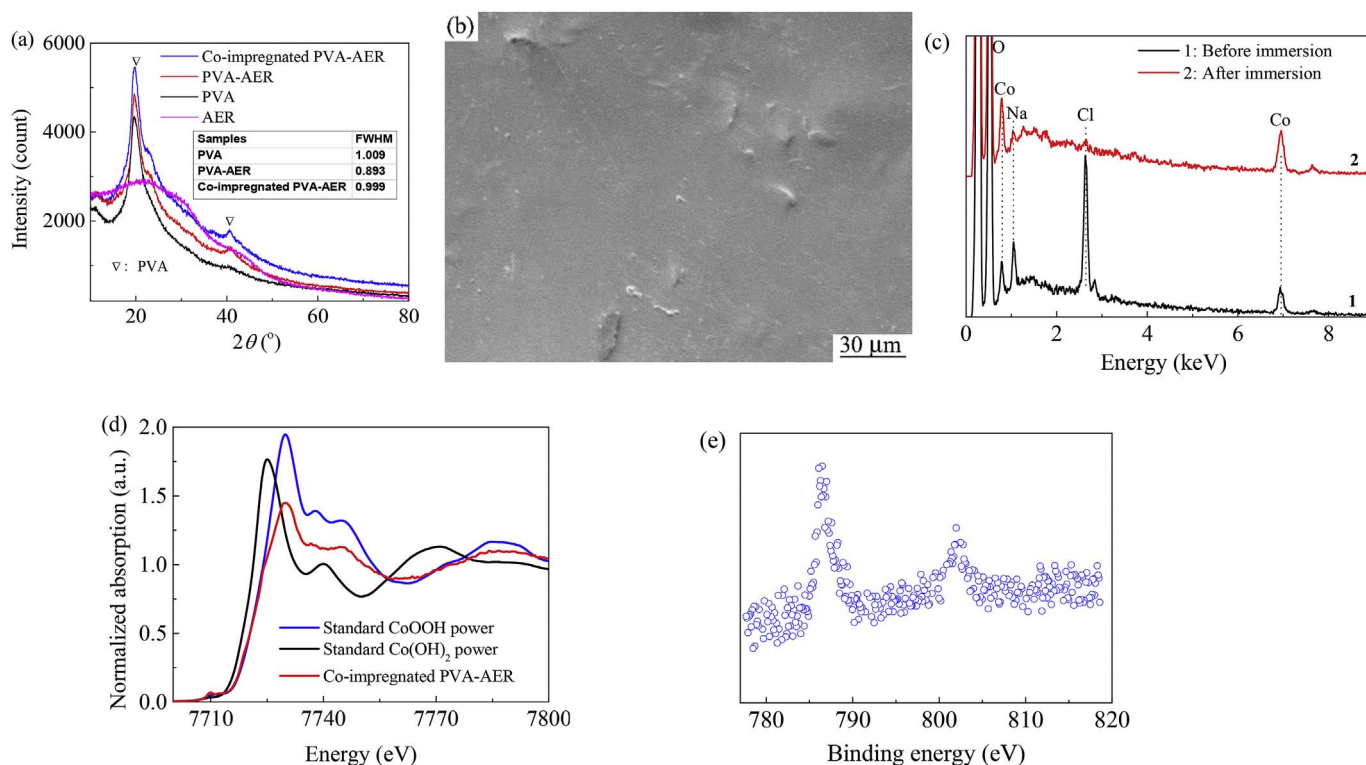 (a)
6000
4000
2000
Intensity (count)
▽
Co-impregnated PVA-AER
PVA-AER
PVA
AER
Samples FWHM
PVA 1.009
PVA-AER 0.893
Co-impregnated PVA-AER 0.999
▽
▽ : PVA
20 40 60 80
2θ (°)
(b)
30 μm
(c)
O
1: Before immersion
2: After immersion
Co
Na
Cl
Co
2
1
0 2 4 6 8
Energy (keV)
(d)
2.0
1.5
1.0
0.5
0.0
Normalized absorption (a.u.)
Standard CoOOH power
Standard Co(OH)₂ power
Co-impregnated PVA-AER
7710 7740 7770 7800
Energy (eV)
(e)
780 790 800 810 820
Binding energy (eV)